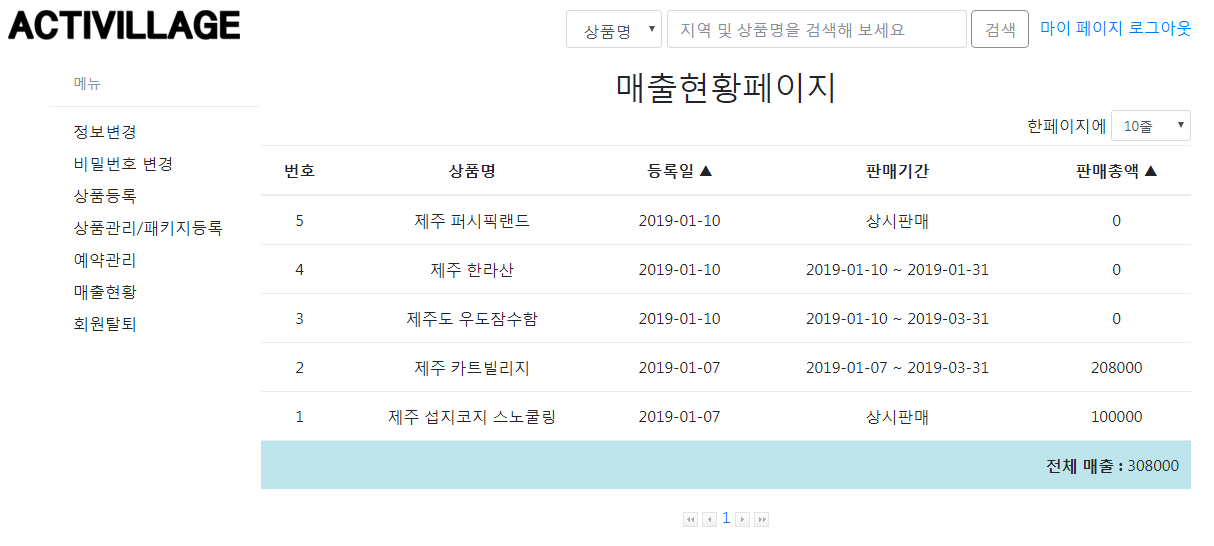 ACTIVILLAGE
상품명 ▼ 지역 및 상품명을 검색해 보세요 검색 마이 페이지 로그아웃
메뉴
정보변경
비밀번호 변경
상품등록
상품관리/패키지등록
예약관리
매출현황
회원탈퇴
매출현황페이지
한페이지에 10줄 ▼
번호 상품명 등록일 ▲ 판매기간 판매총액 ▲
5 제주 퍼시픽랜드 2019-01-10 상시판매 0
4 제주 한라산 2019-01-10 2019-01-10 ~ 2019-01-31 0
3 제주도 우도잠수함 2019-01-10 2019-01-10 ~ 2019-03-31 0
2 제주 카트빌리지 2019-01-07 2019-01-07 ~ 2019-03-31 208000
1 제주 섭지코지 스노쿨링 2019-01-07 상시판매 100000
전체 매출 : 308000
1